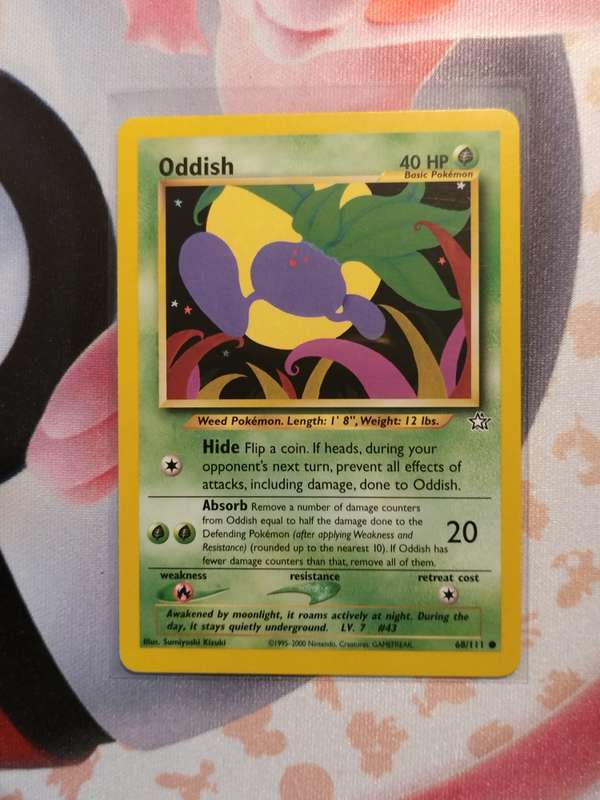 Oddish
40 HP
Basic Pokémon
Weed Pokémon. Length: 1' 8", Weight: 12 lbs.
Hide Flip a coin. If heads, during your
opponent's next turn, prevent all effects of
attacks, including damage, done to Oddish.
Absorb Remove a number of damage counters
from Oddish equal to half the damage done to the
Defending Pokémon (after applying Weakness and
Resistance) (rounded up to the nearest 10). If Oddish has
fewer damage counters than that, remove all of them.
20
weakness resistance retreat cost
Awakened by moonlight, it roams actively at night. During the
day, it stays quietly underground. LV. 7 #43
Illus. Sumiyoshi Kizuki ©1995-2000 Nintendo, Creatures, GAMEFREAK. 68/111